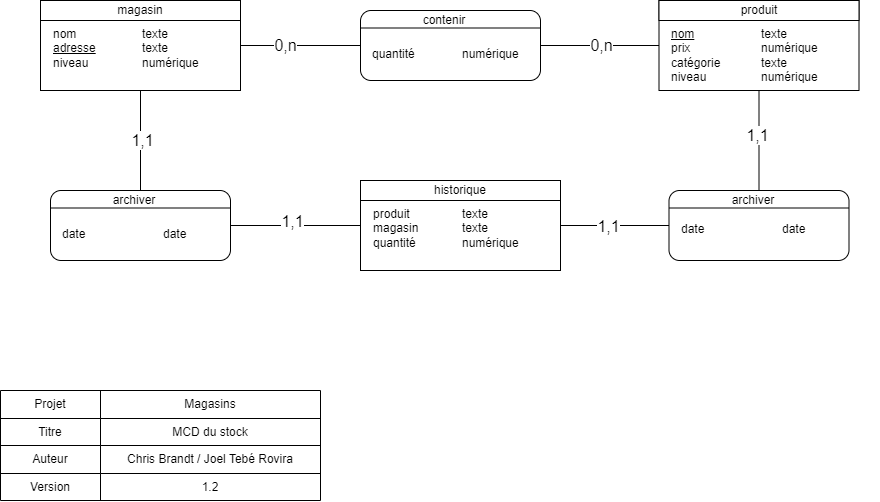 magasin
nom texte
adresse texte
niveau numérique
0,n
contenir
quantité numérique
0,n
produit
nom texte
prix numérique
catégorie texte
niveau numérique
1,1
1,1
archiver
date date
1,1
historique
produit texte
magasin texte
quantité numérique
1,1
archiver
date date
Projet Magasins
Titre MCD du stock
Auteur Chris Brandt / Joel Tebé Rovira
Version 1.2